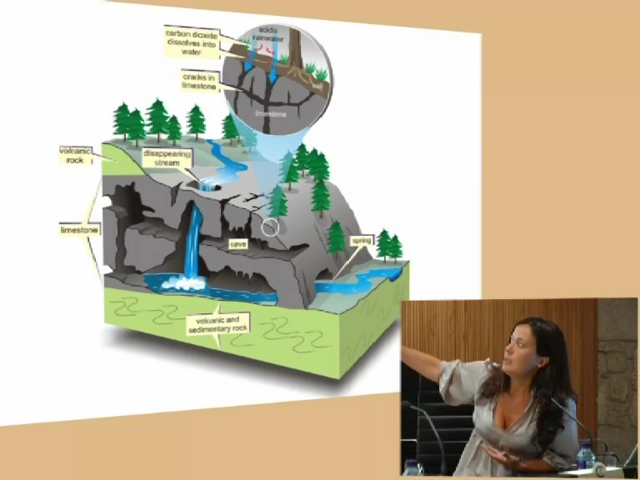 carbon dioxide
dissolves into
water
acidic
rainwater
cracks in
limestone
soil
limestone
volcanic
rock
disappearing
stream
limestone
cave
spring
volcanic and
sedimentary rock